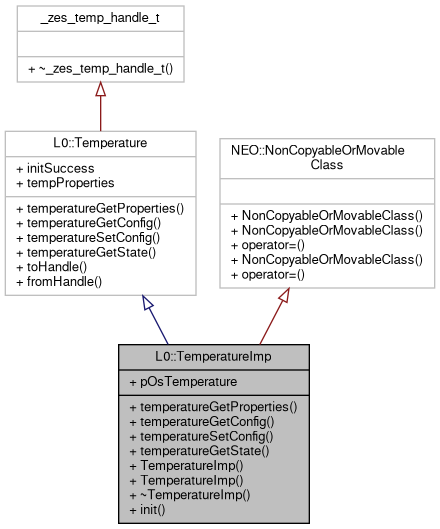 _zes_temp_handle_t
+ ~_zes_temp_handle_t()
L0::Temperature
+ initSuccess
+ tempProperties
+ temperatureGetProperties()
+ temperatureGetConfig()
+ temperatureSetConfig()
+ temperatureGetState()
+ toHandle()
+ fromHandle()
NEO::NonCopyableOrMovable
Class
+ NonCopyableOrMovableClass()
+ NonCopyableOrMovableClass()
+ operator=()
+ NonCopyableOrMovableClass()
+ operator=()
L0::TemperatureImp
+ pOsTemperature
+ temperatureGetProperties()
+ temperatureGetConfig()
+ temperatureSetConfig()
+ temperatureGetState()
+ TemperatureImp()
+ TemperatureImp()
+ ~TemperatureImp()
+ init()